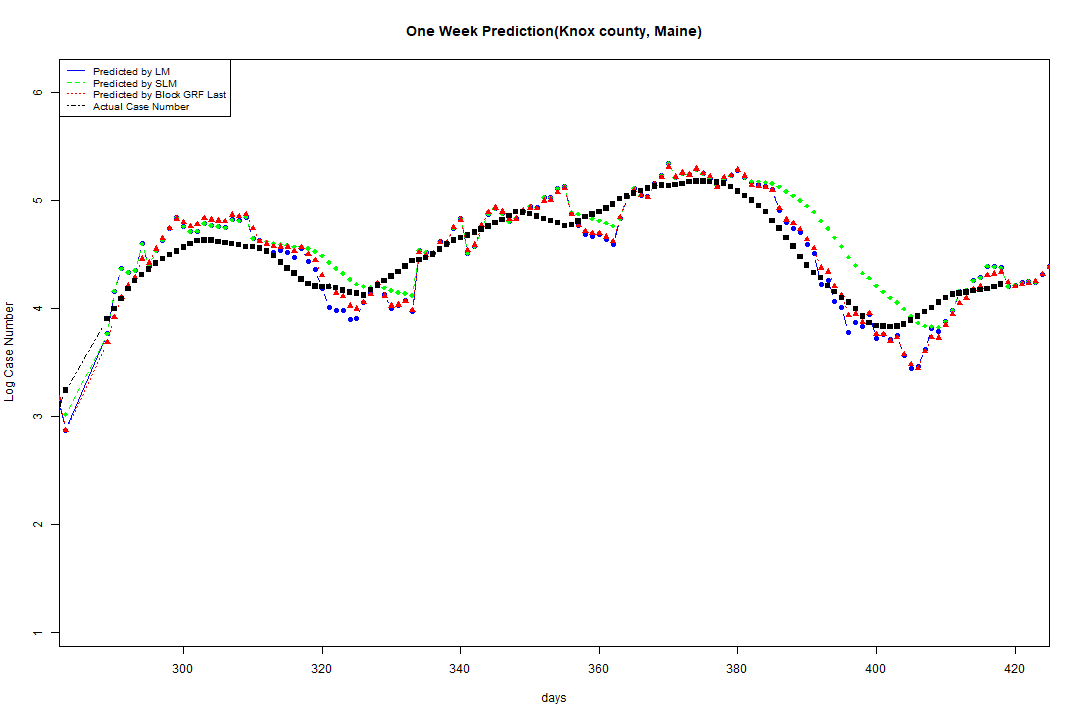 One Week Prediction(Knox county, Maine)
Predicted by LM
Predicted by SLM
Predicted by Block GRF Last
Actual Case Number
6
5
4
3
2
1
Log Case Number
300 320 340 360 380 400 420
days